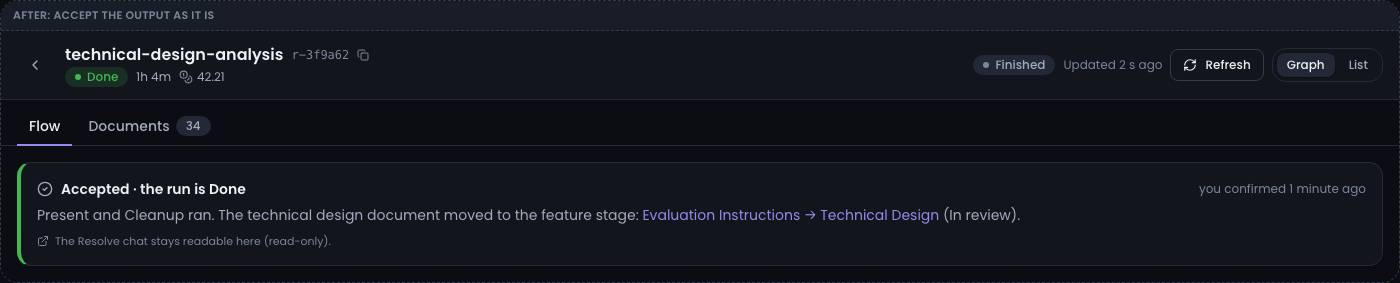 AFTER: ACCEPT THE OUTPUT AS IT IS
technical-design-analysis r-3f9a62
Done 1h 4m 42.21
Finished Updated 2 s ago Refresh Graph List
Flow Documents 34
Accepted · the run is Done you confirmed 1 minute ago
Present and Cleanup ran. The technical design document moved to the feature stage: Evaluation Instructions → Technical Design (In review).
The Resolve chat stays readable here (read-only).